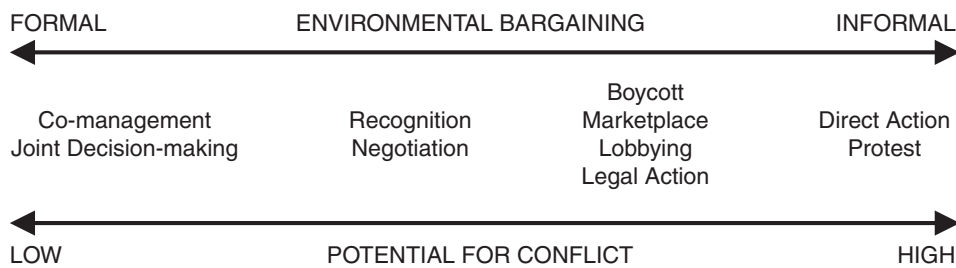 FORMAL ENVIRONMENTAL BARGAINING INFORMAL
Co-management
Joint Decision-making
Recognition
Negotiation
Boycott
Marketplace
Lobbying
Legal Action
Direct Action
Protest
LOW POTENTIAL FOR CONFLICT HIGH